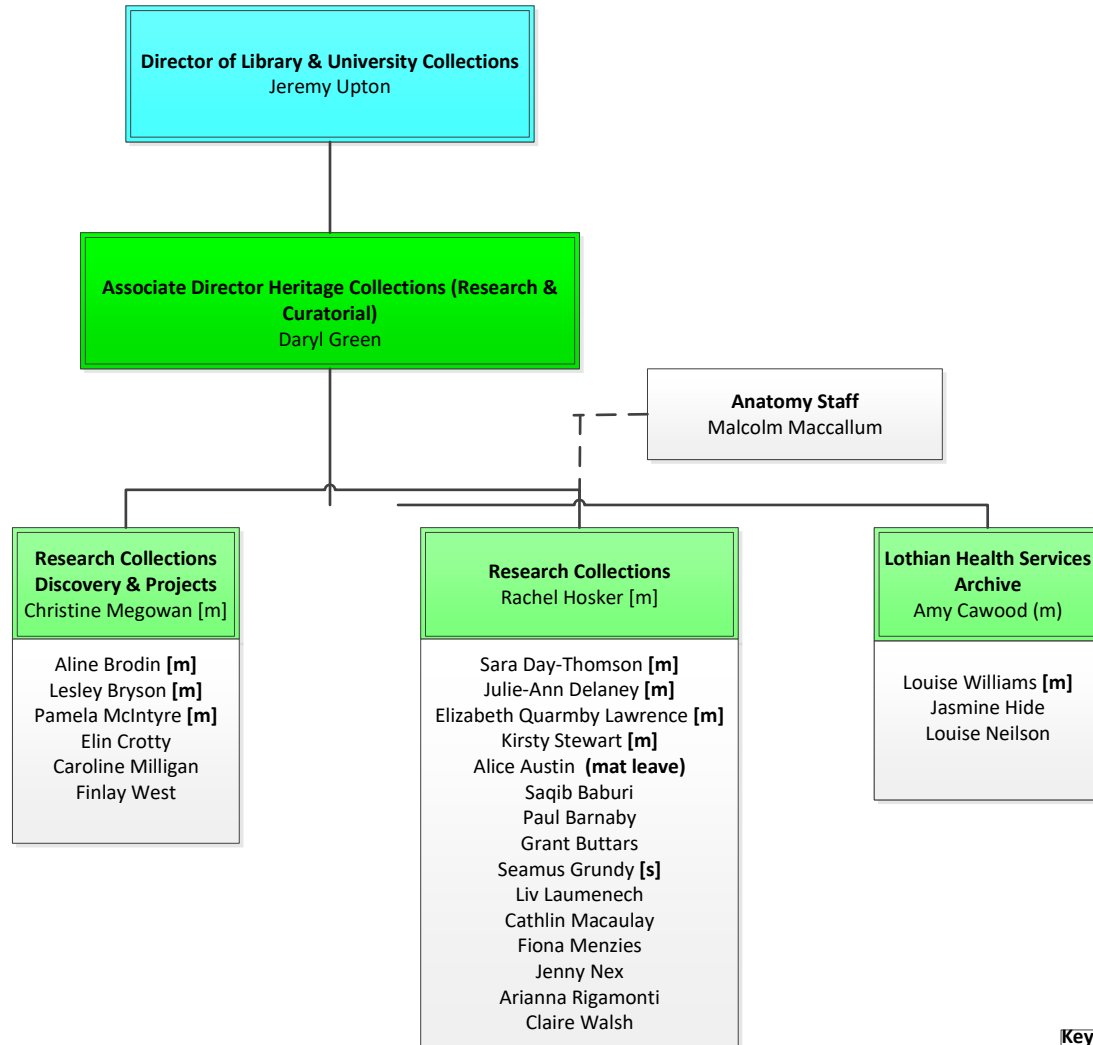 Director of Library & University Collections
Jeremy Upton
Associate Director Heritage Collections (Research &
Curatorial)
Daryl Green
Anatomy Staff
Malcolm Maccallum
Research Collections
Discovery & Projects
Christine Megowan [m]
Aline Brodin [m]
Lesley Bryson [m]
Pamela McIntyre [m]
Elin Crotty
Caroline Milligan
Finlay West
Research Collections
Rachel Hosker [m]
Sara Day-Thomson [m]
Julie-Ann Delaney [m]
Elizabeth Quarmby Lawrence [m]
Kirsty Stewart [m]
Alice Austin (mat leave)
Saqib Baburi
Paul Barnaby
Grant Buttars
Seamus Grundy [s]
Liv Laumenech
Cathlin Macaulay
Fiona Menzies
Jenny Nex
Arianna Rigamonti
Claire Walsh
Lothian Health Services
Archive
Amy Cawood (m)
Louise Williams [m]
Jasmine Hide
Louise Neilson
Key